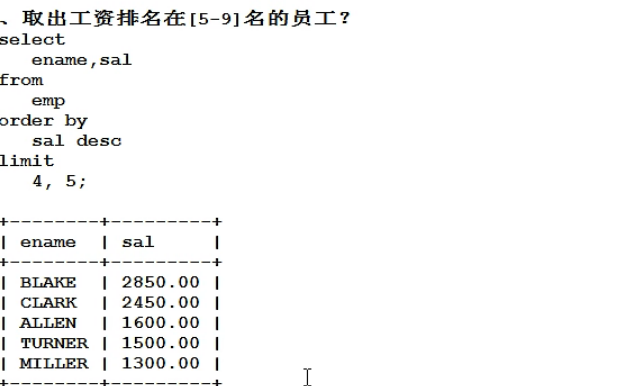 、取出工资排名在[5-9]名的员工?
select
ename,sal
from
emp
order by
sal desc
limit
4, 5;
+--------+---------+
| ename | sal |
+--------+---------+
| BLAKE | 2850.00 |
| CLARK | 2450.00 |
| ALLEN | 1600.00 |
| TURNER | 1500.00 |
| MILLER | 1300.00 |
+--------+---------+